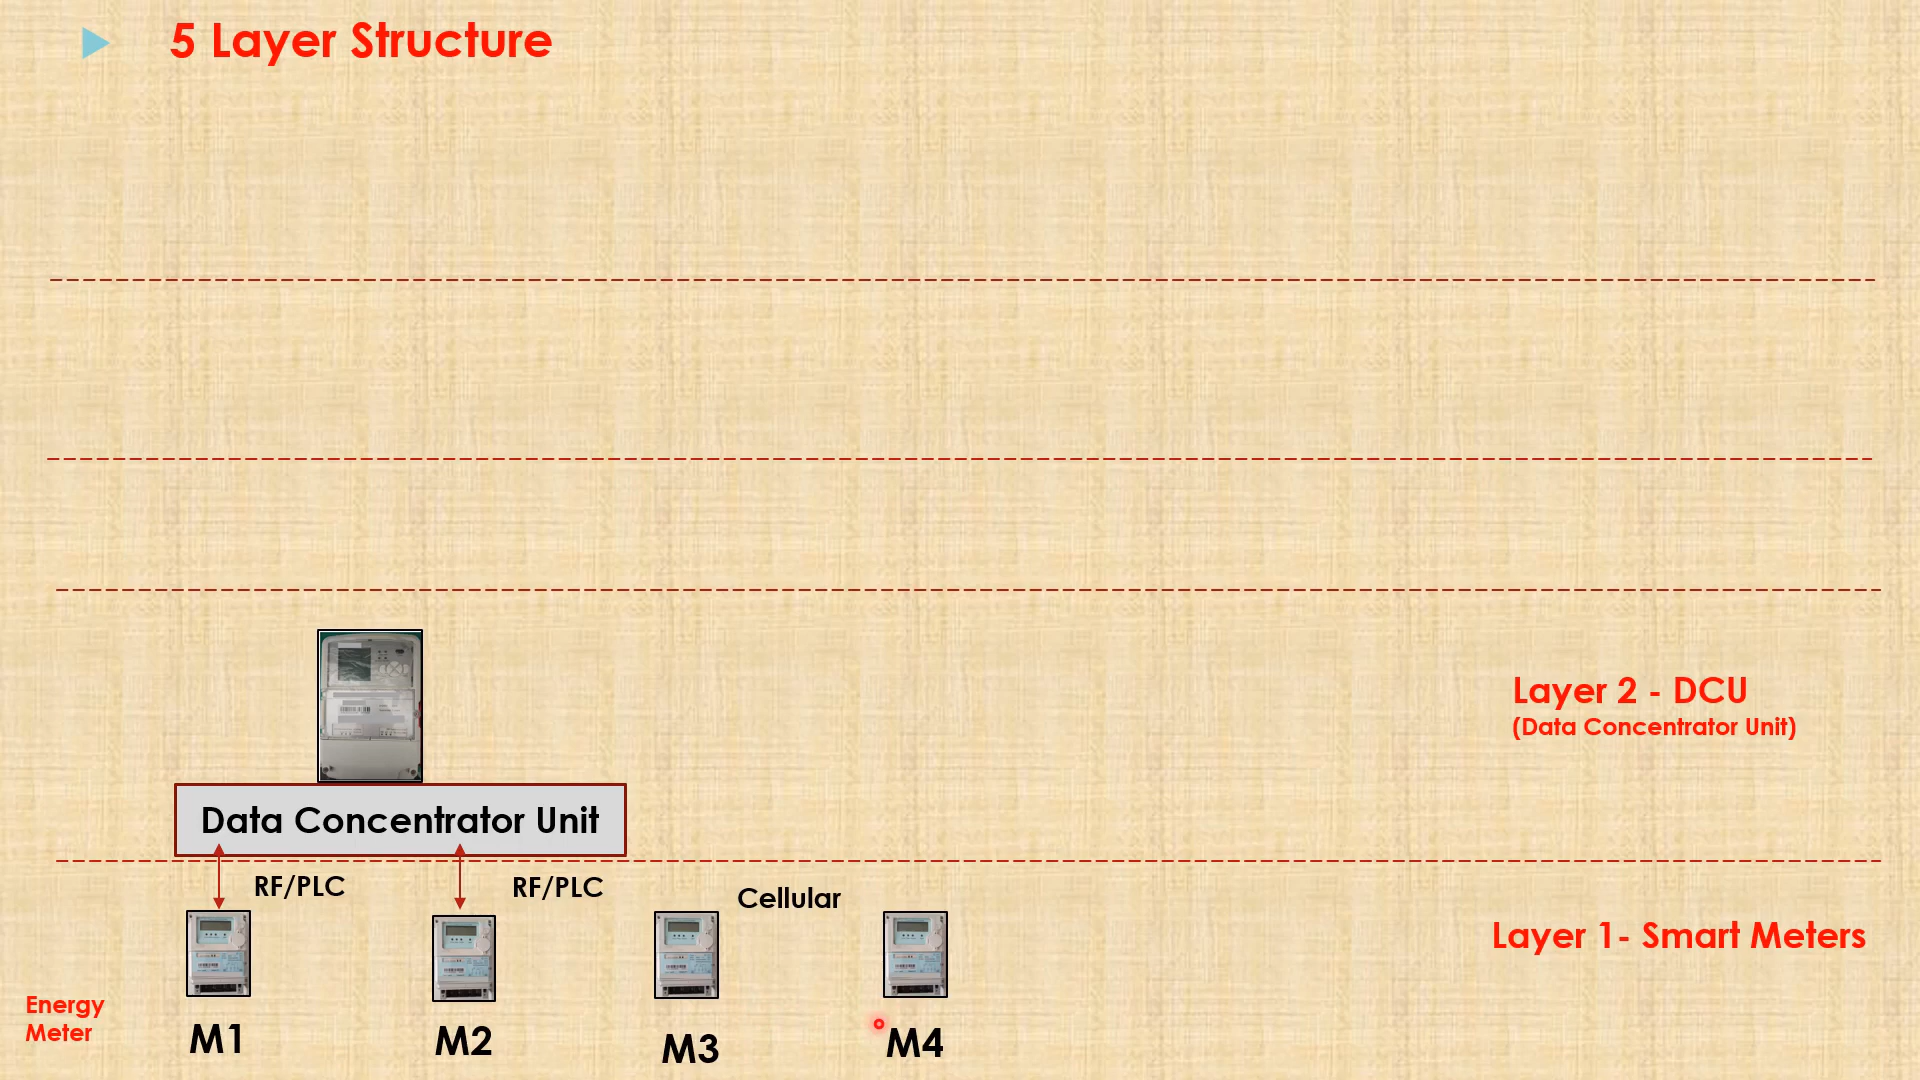 5 Layer Structure
Layer 2 - DCU
(Data Concentrator Unit)
Data Concentrator Unit
RF/PLC
RF/PLC
Cellular
Layer 1- Smart Meters
Energy
Meter
M1
M2
M3
M4